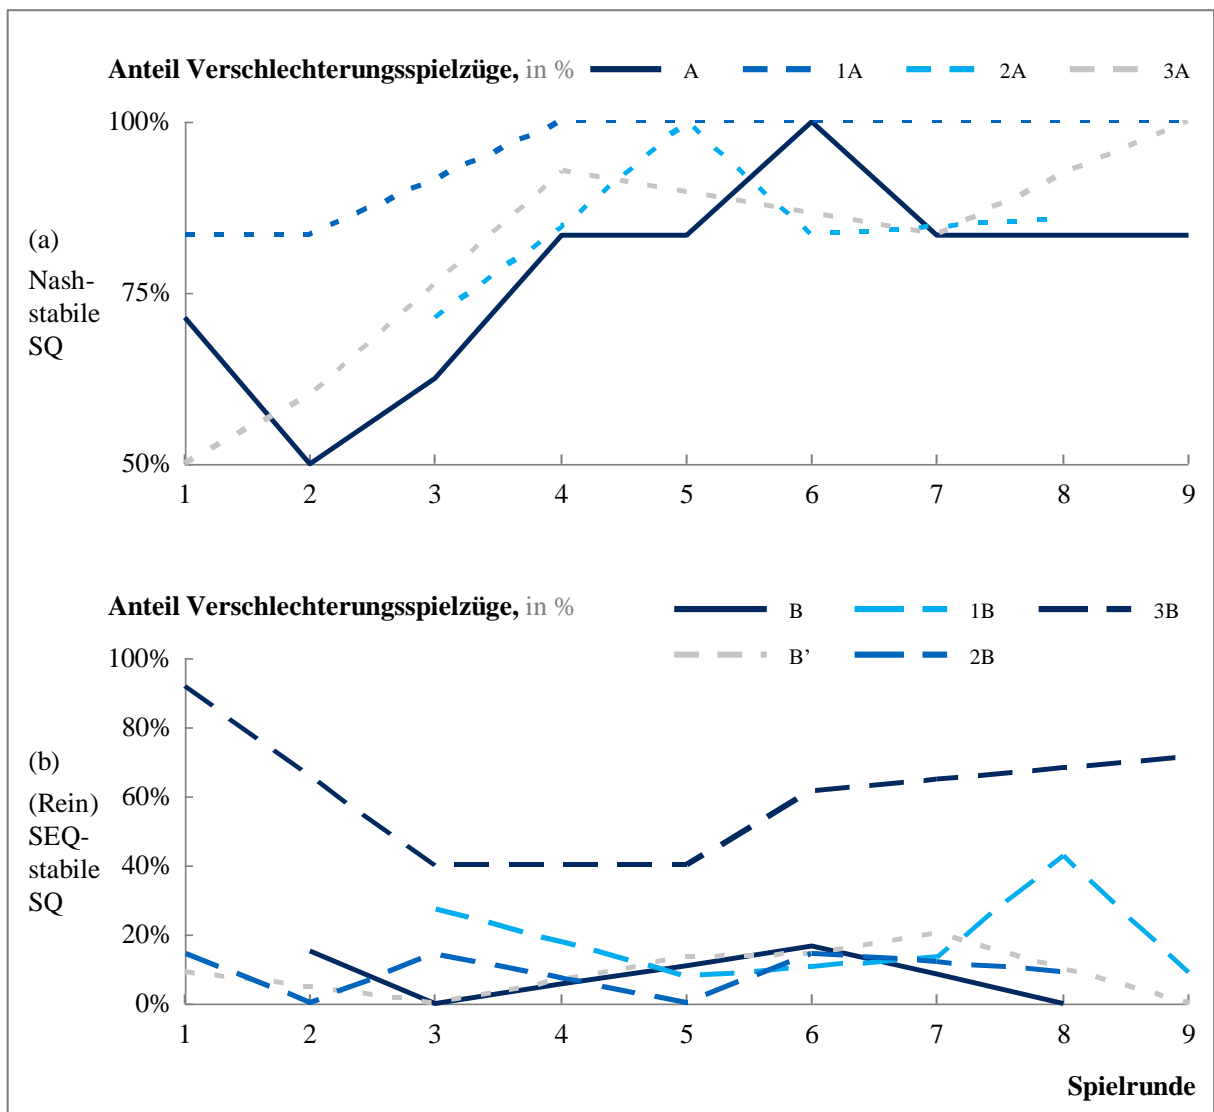 Anteil Verschlechterungsspielzüge, in % A 1A 2A 3A
100%
(a)
Nash-
stabile
SQ
75%
50%
1 2 3 4 5 6 7 8 9
Anteil Verschlechterungsspielzüge, in % B 1B 3B
B’ 2B
100%
80%
(b)
(Rein)
SEQ-
stabile
SQ
60%
40%
20%
0%
1 2 3 4 5 6 7 8 9
Spielrunde